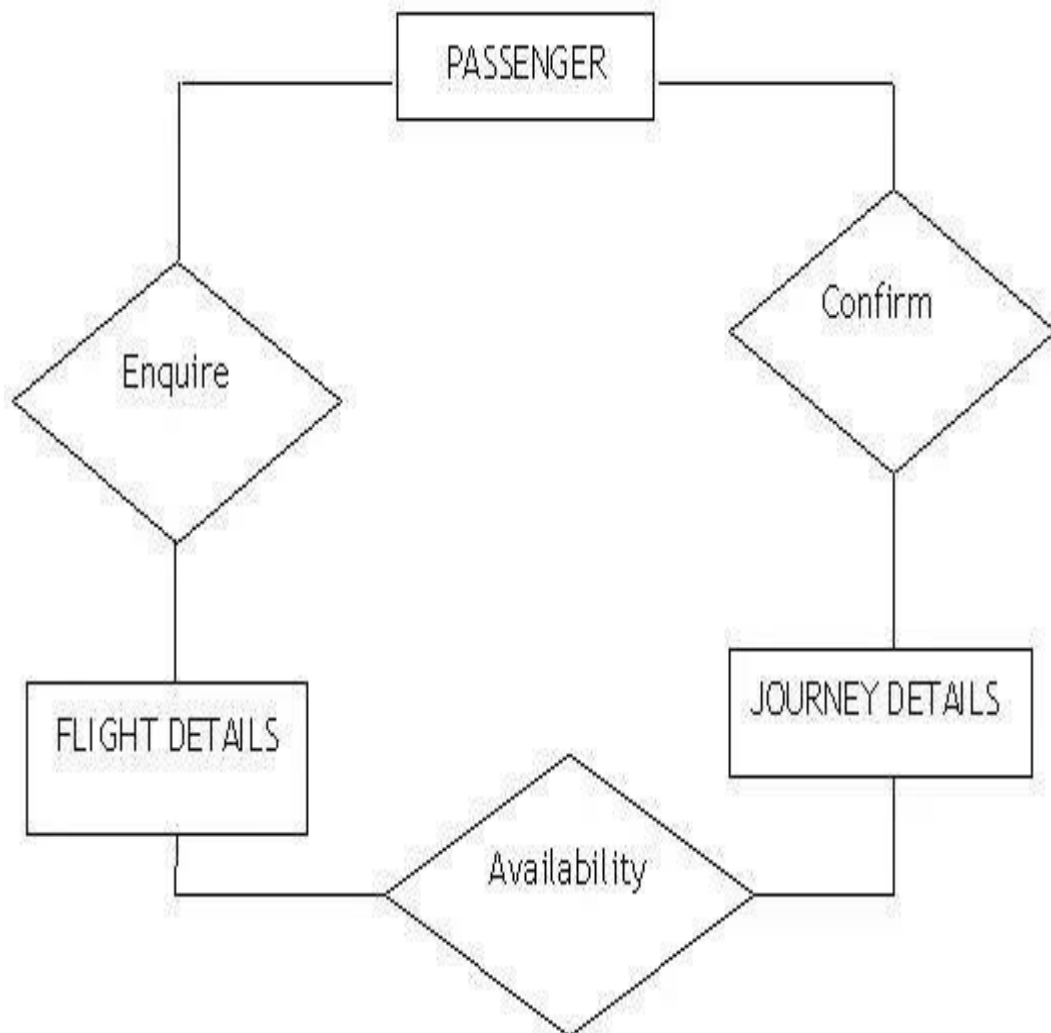 PASSENGER
Confirm
Enquire
JOURNEY DETAILS
FLIGHT DETAILS
Availability